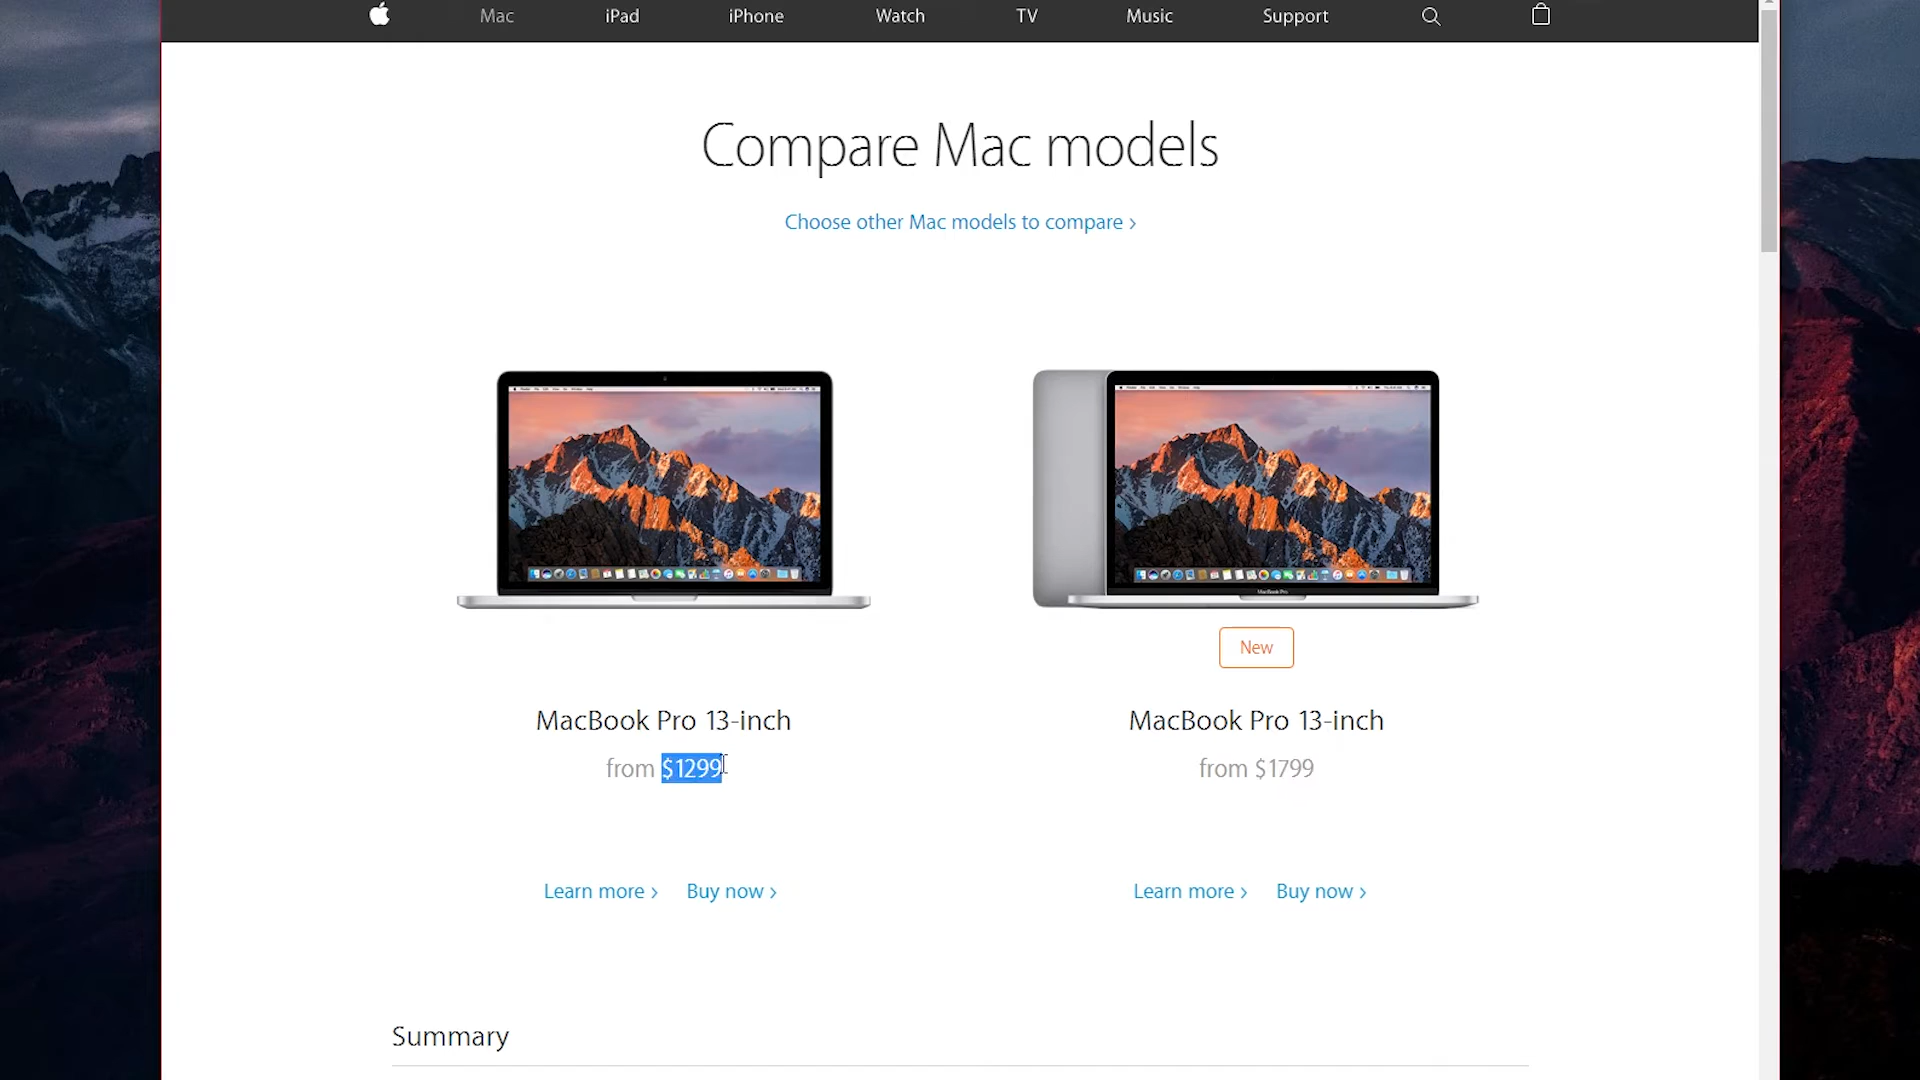 Mac iPad iPhone Watch TV Music Support
Compare Mac models
Choose other Mac models to compare ›
MacBook Pro
New
MacBook Pro 13-inch MacBook Pro 13-inch
from $1299 from $1799
Learn more › Buy now › Learn more › Buy now ›
Summary